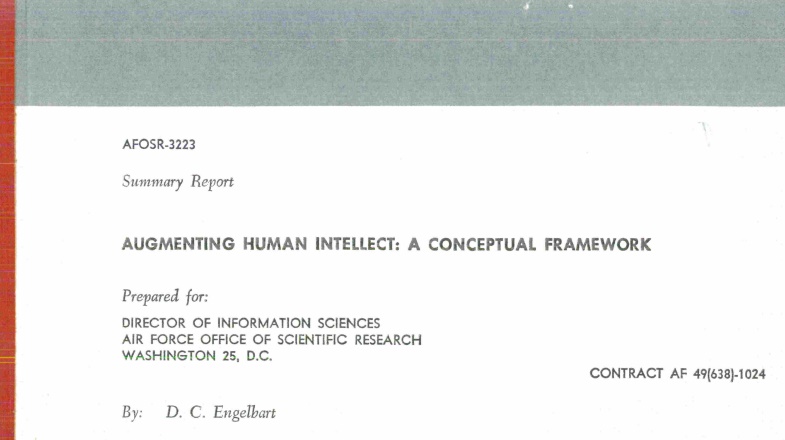 AFOSR-3223
Summary Report
AUGMENTING HUMAN INTELLECT: A CONCEPTUAL FRAMEWORK
Prepared for:
DIRECTOR OF INFORMATION SCIENCES
AIR FORCE OFFICE OF SCIENTIFIC RESEARCH
WASHINGTON 25, D.C.
CONTRACT AF 49(638)-1024
By: D. C. Engelbart